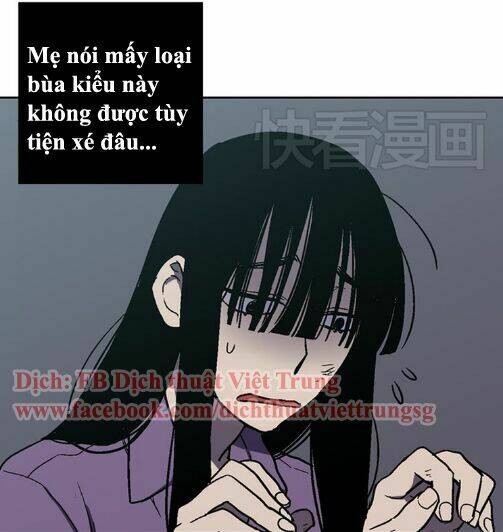 Mẹ nói mấy loại
bùa kiểu này
không được tùy
tiện xé đâu...
快看漫画
Dịch: FB Dịch thuật Việt Trung
www.facebook.com/dichthuatviettrungsg